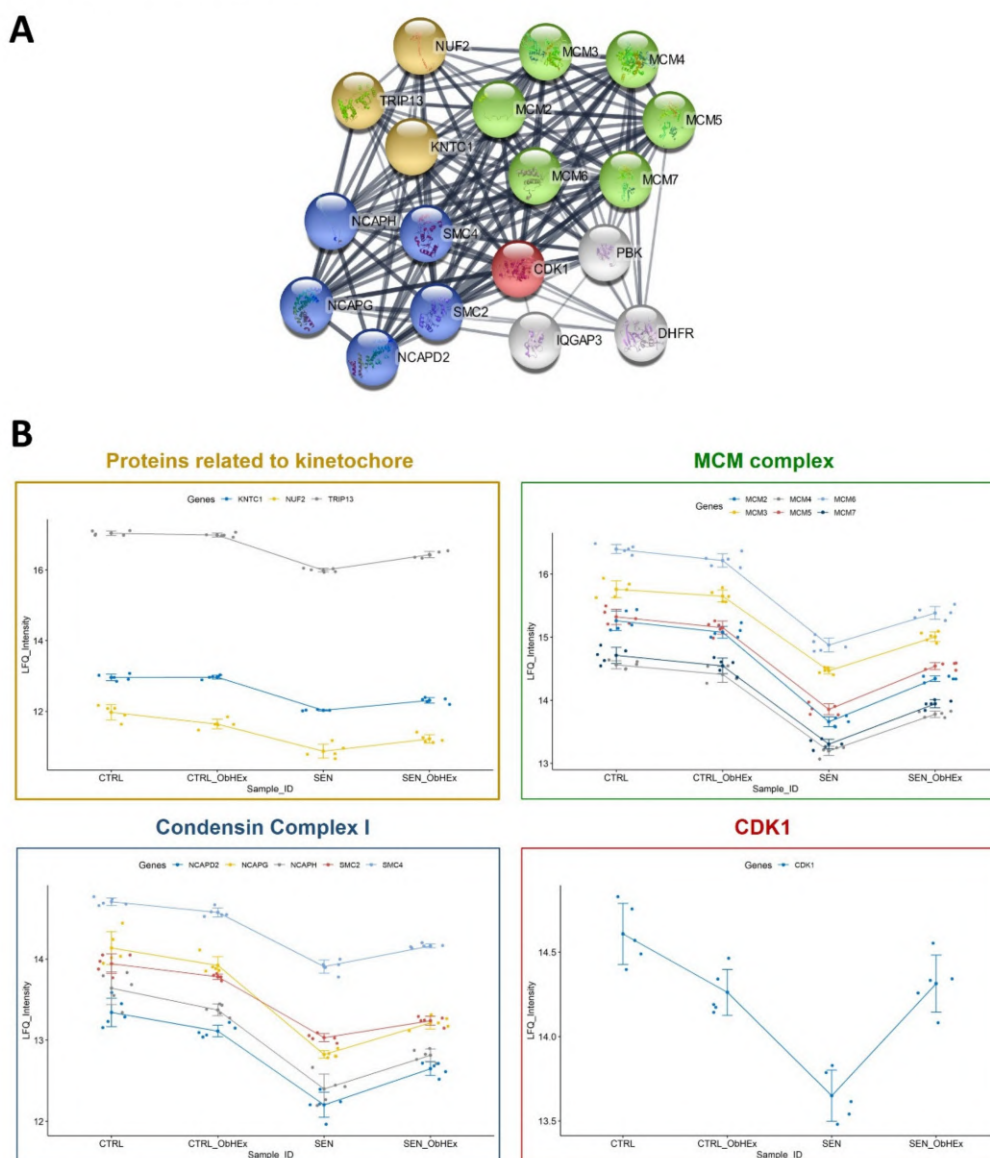 A
NUF2
MCM3
MCM4
TRIP13
MCM2
MCM5
KNTC1
MCM6
MCM7
NCAPH
SMC4
PBK
CDK1
NCAPG
SMC2
IQGAP3
DHFR
NCAPD2
B
Proteins related to kinetochore
Genes KNTC1 NUF2 TRIP13
LFQ_Intensity
16
14
12
CTRL CTRL_ObHEx SEN SEN_ObHEx
Sample_ID
MCM complex
Genes
MCM2 MCM4 MCM6
MCM3 MCM5 MCM7
LFQ_Intensity
16
15
14
13
CTRL CTRL_ObHEx SEN SEN_ObHEx
Sample_ID
Condensin Complex I
Genes NCAPD2 NCAPG NCAPH SMC2 SMC4
LFQ_Intensity
14
13
12
CTRL CTRL_ObHEx SEN SEN_ObHEx
Sample_ID
CDK1
Genes CDK1
LFQ_Intensity
14.5
14.0
13.5
CTRL CTRL_ObHEx SEN SEN_ObHEx
Sample_ID